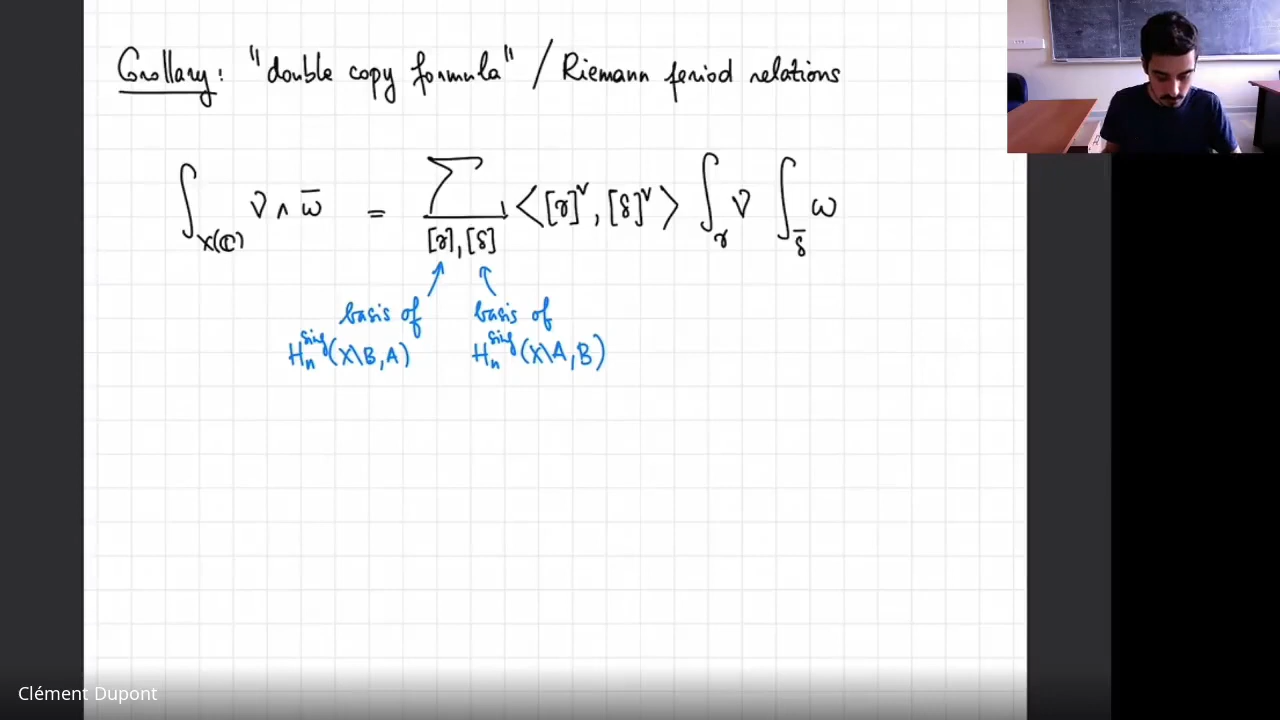 Corollary: "double copy formula" / Riemann period relations
∫_{X(ℂ)} ν ∧ ω̄ = ∑_{[γ],[δ]} ⟨[γ]^∨, [δ]^∨⟩ ∫_γ ν ∫_{δ̄} ω
basis of basis of
H_n^{sing}(X\B, A) H_n^{sing}(X\A, B)
Clément Dupont